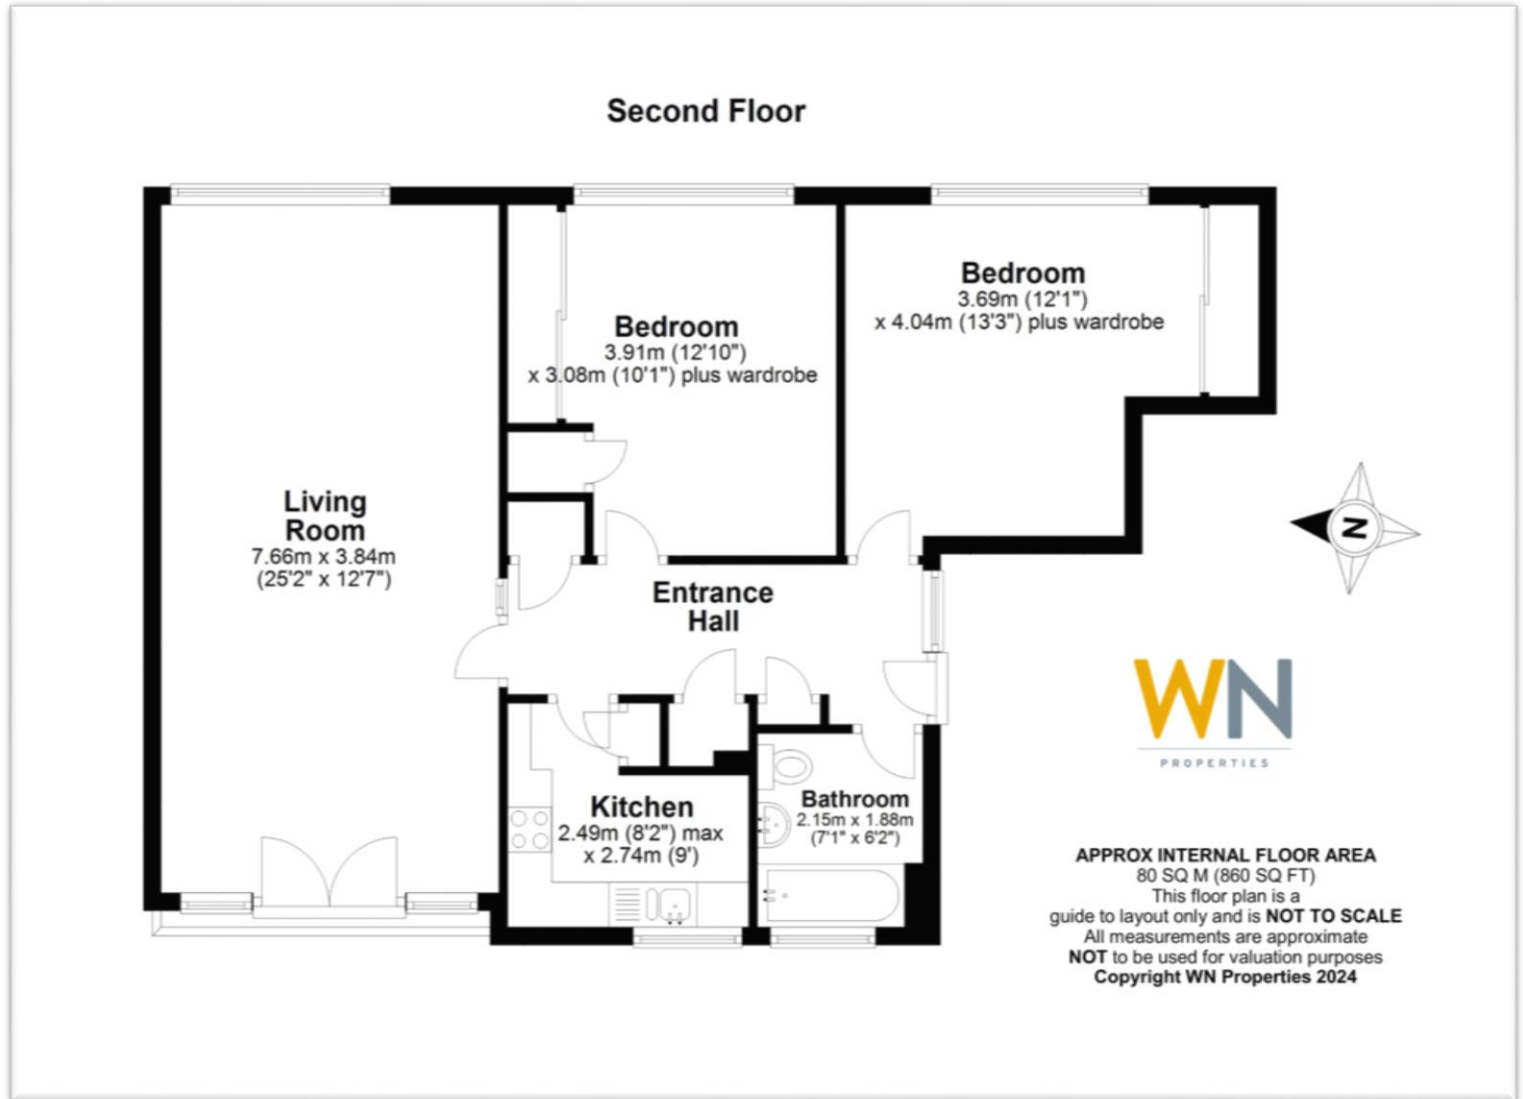 Second Floor
Bedroom
3.91m (12'10")
x 3.08m (10'1") plus wardrobe
Bedroom
3.69m (12'1")
x 4.04m (13'3") plus wardrobe
Living
Room
7.66m x 3.84m
(25'2" x 12'7")
Entrance
Hall
N
Kitchen
2.49m (8'2") max
x 2.74m (9')
Bathroom
2.15m x 1.88m
(7'1" x 6'2")
WN
PROPERTIES
APPROX INTERNAL FLOOR AREA
80 SQ M (860 SQ FT)
This floor plan is a
guide to layout only and is NOT TO SCALE
All measurements are approximate
NOT to be used for valuation purposes
Copyright WN Properties 2024